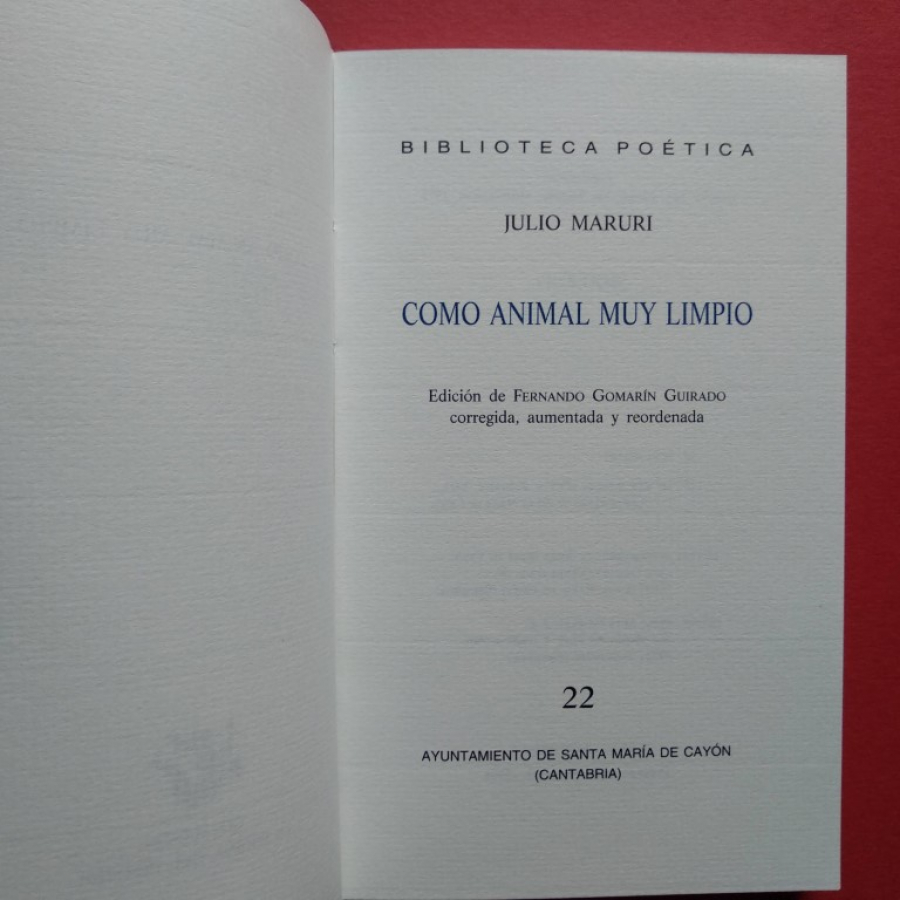 BIBLIOTECA POÉTICA
JULIO MARURI
COMO ANIMAL MUY LIMPIO
Edición de FERNANDO GOMARÍN GUIRADO
corregida, aumentada y reordenada
22
AYUNTAMIENTO DE SANTA MARÍA DE CAYÓN
(CANTABRIA)